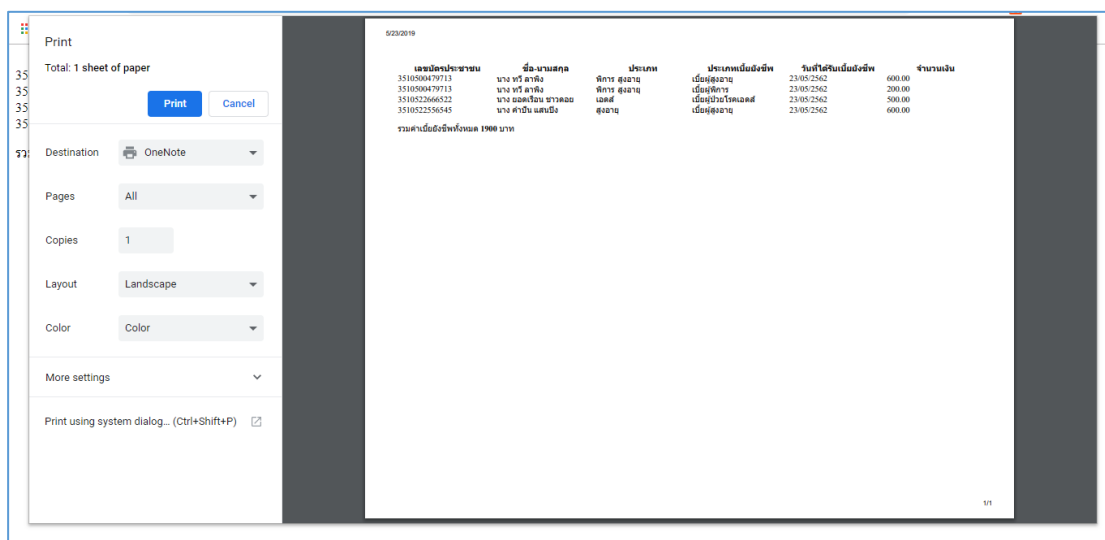 Print
Total: 1 sheet of paper
Print Cancel
Destination OneNote
Pages All
Copies 1
Layout Landscape
Color Color
More settings
Print using system dialog... (Ctrl+Shift+P)
35
35
35
35
รวม
5/23/2019
เลขบัตรประชาชน ชื่อ-นามสกุล ประเภท ประเภทเบี้ยยังชีพ วันที่ได้รับเบี้ยยังชีพ จำนวนเงิน
3510500479713 นาง ทวี ลาพิง พิการ สูงอายุ เบี้ยผู้สูงอายุ 23/05/2562 600.00
3510500479713 นาง ทวี ลาพิง พิการ สูงอายุ เบี้ยผู้พิการ 23/05/2562 200.00
3510522666522 นาง ยอดเรือน ชาวดอย เอดส์ เบี้ยผู้ป่วยโรคเอดส์ 23/05/2562 500.00
3510522556545 นาง คำปัน แสนปิง สูงอายุ เบี้ยผู้สูงอายุ 23/05/2562 600.00
รวมค่าเบี้ยยังชีพทั้งหมด 1900 บาท
1/1